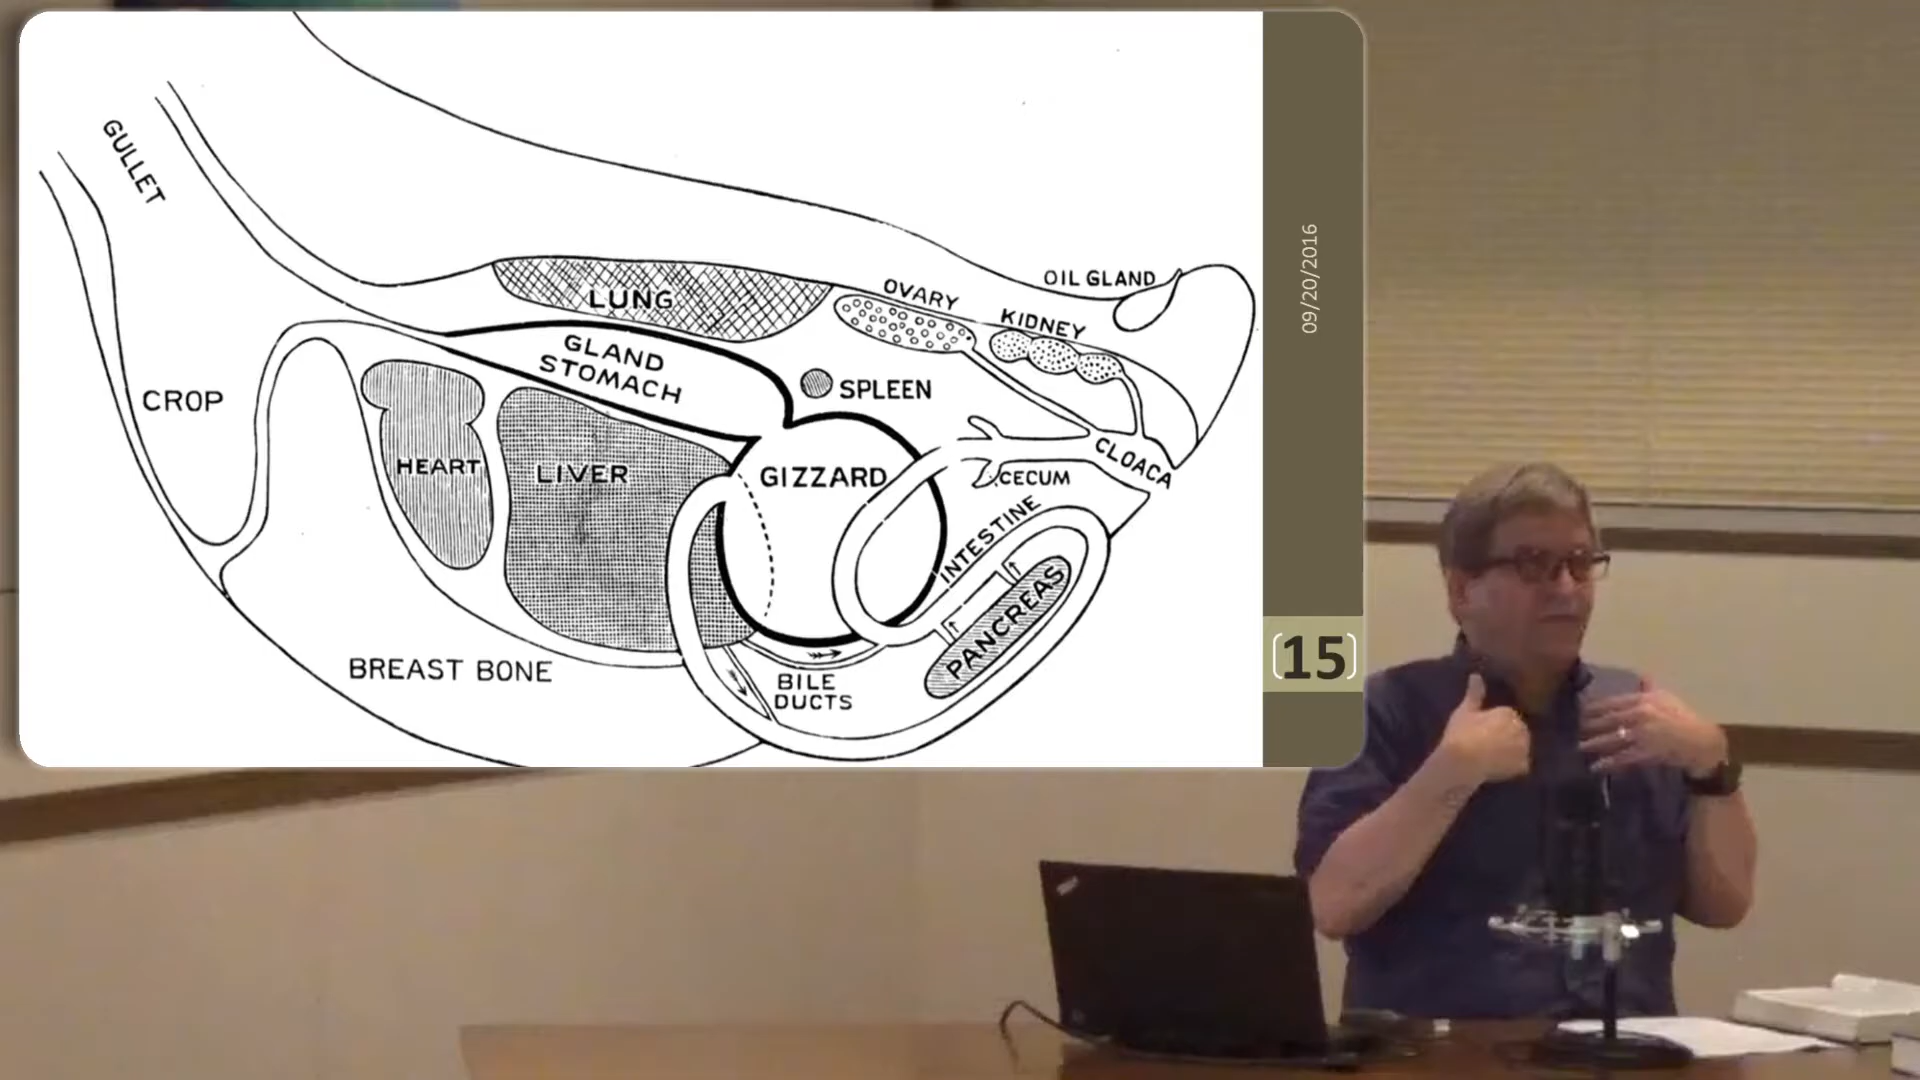 GULLET
LUNG
OVARY
OIL GLAND
KIDNEY
GLAND
STOMACH
SPLEEN
CROP
HEART
LIVER
GIZZARD
CLOACA
CECUM
INTESTINE
PANCREAS
BREAST BONE
BILE
DUCTS
09/20/2016
15